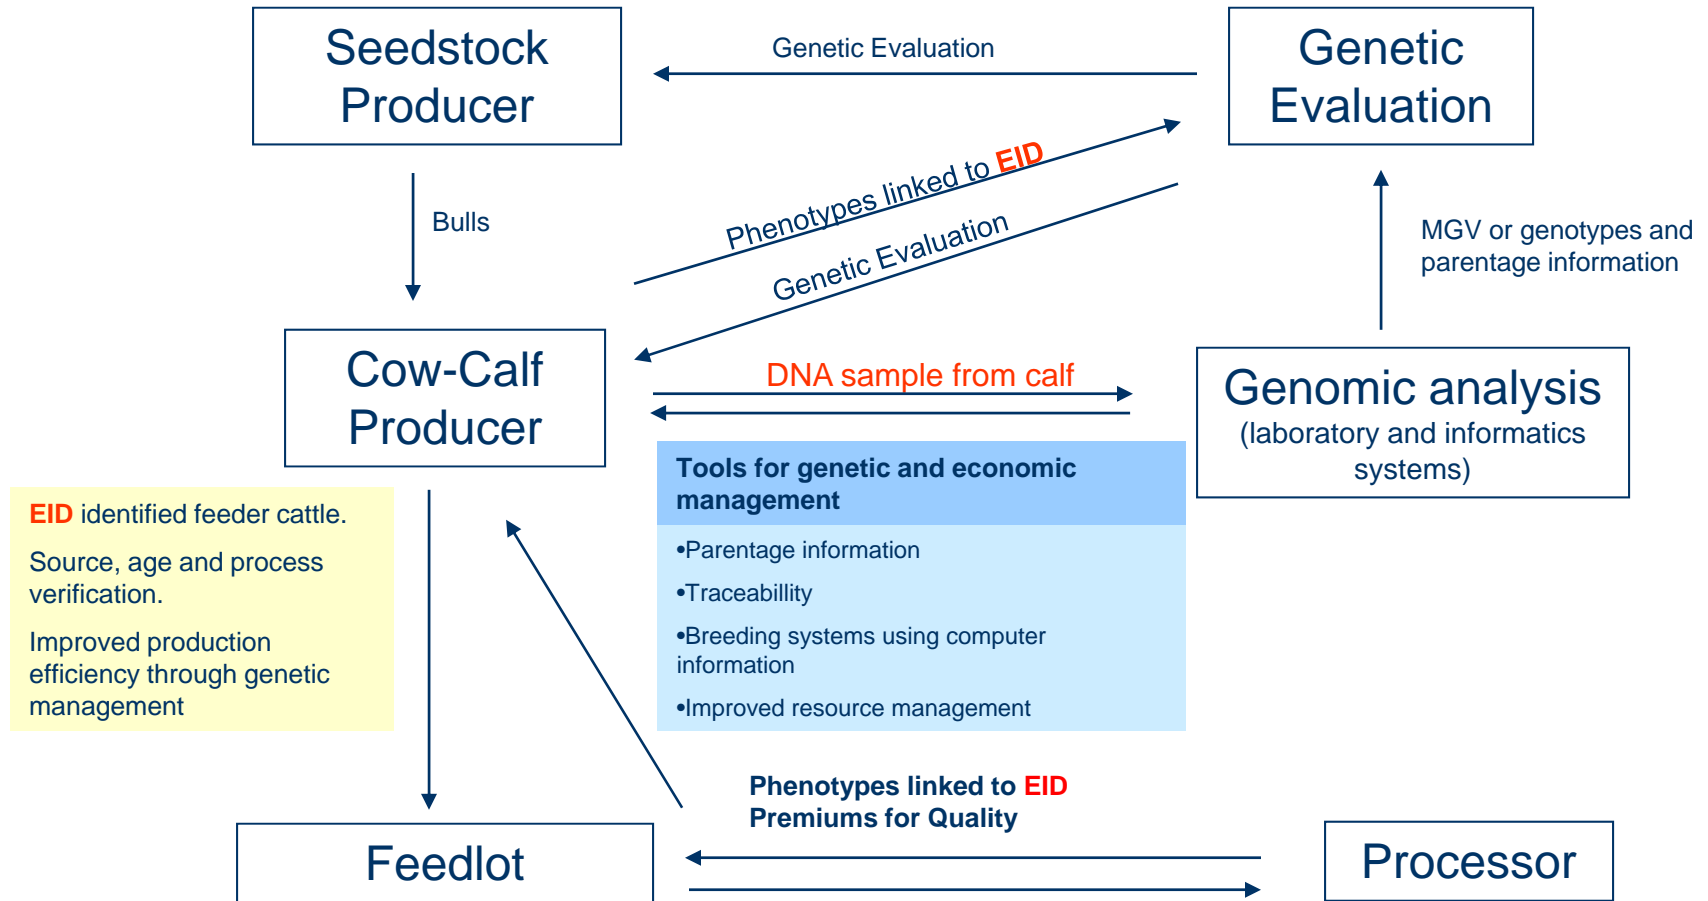 Seedstock
Producer
Genetic Evaluation
Genetic
Evaluation
Bulls
Phenotypes linked to EID
Genetic Evaluation
MGV or genotypes and
parentage information
Cow-Calf
Producer
DNA sample from calf
Genomic analysis
(laboratory and informatics
systems)
EID identified feeder cattle.
Source, age and process
verification.
Improved production
efficiency through genetic
management
Tools for genetic and economic
management
•Parentage information
•Traceabillity
•Breeding systems using computer
information
•Improved resource management
Phenotypes linked to EID
Premiums for Quality
Feedlot
Processor